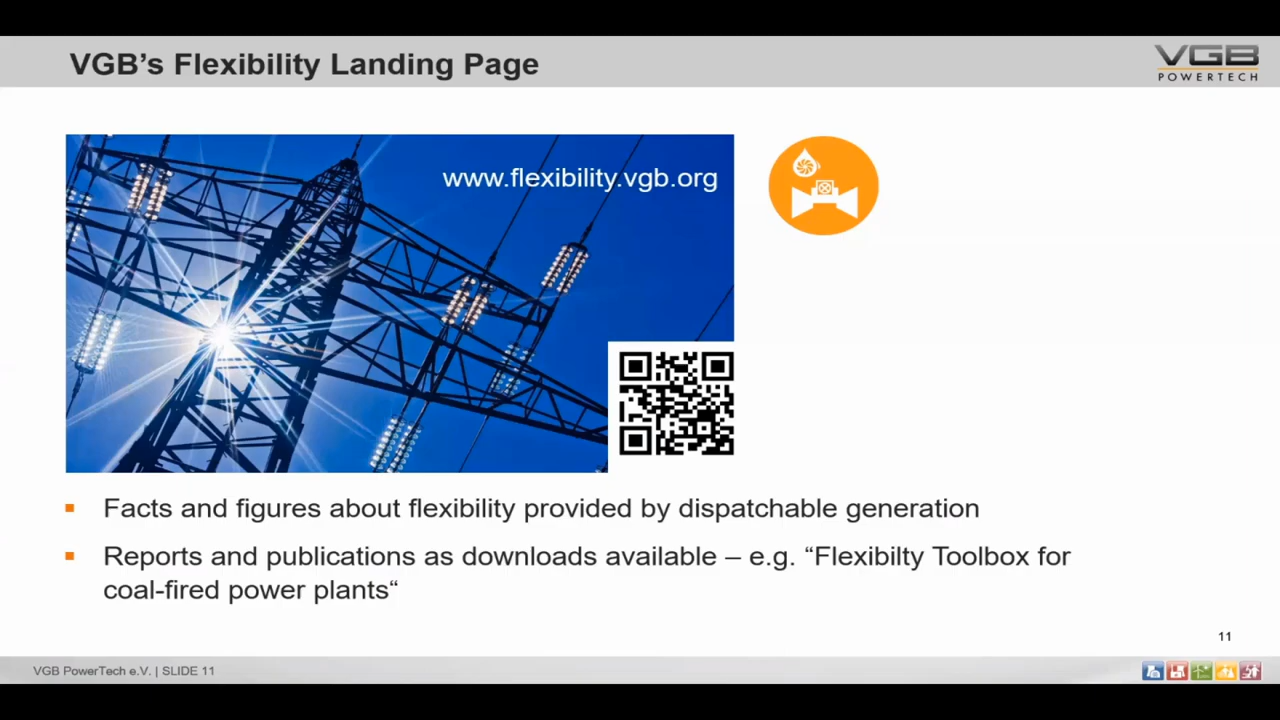 VGB’s Flexibility Landing Page
VGB
POWERTECH
www.flexibility.vgb.org
Facts and figures about flexibility provided by dispatchable generation
Reports and publications as downloads available – e.g. “Flexibilty Toolbox for
coal-fired power plants“
11
VGB PowerTech e.V. | SLIDE 11